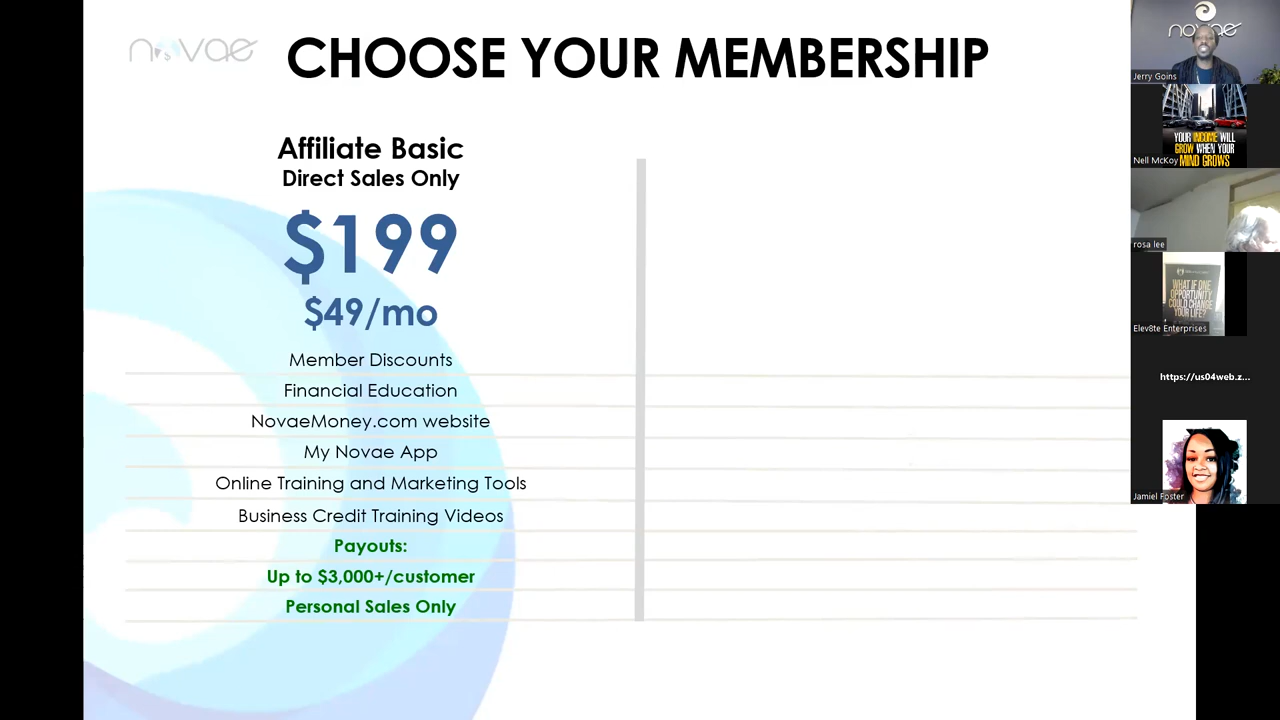 novae
CHOOSE YOUR MEMBERSHIP
Affiliate Basic
Direct Sales Only
$199
$49/mo
Member Discounts
Financial Education
NovaeMoney.com website
My Novae App
Online Training and Marketing Tools
Business Credit Training Videos
Payouts:
Up to $3,000+/customer
Personal Sales Only
novae
Jerry Goins
YOUR INCOME WILL
GROW WHEN YOUR
MIND GROWS
Nell McKoy
rosa lee
WHAT IF ONE
OPPORTUNITY
COULD CHANGE
YOUR LIFE?
Elev8te Enterprises
https://us04web.z...
Jamiel Foster